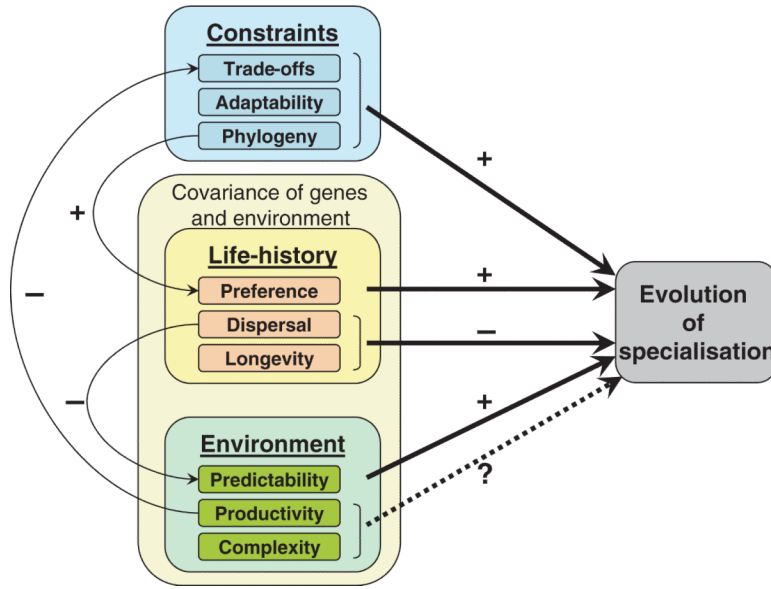 Constraints
Trade-offs
Adaptability
Phylogeny
+
+
Covariance of genes
and environment
Life-history
Preference
Dispersal
Longevity
+
–
–
–
Evolution
of
specialisation
Environment
Predictability
Productivity
Complexity
+
?